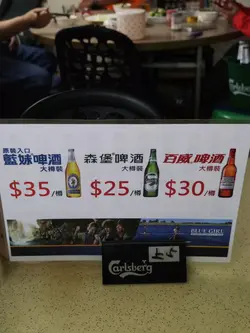 原裝入口
藍妹啤酒
大樽裝
$35/樽
森堡®啤酒
大樽裝
$25/樽
百威啤酒
大樽裝
$30/樽
BLUE GIRL
Carlsberg